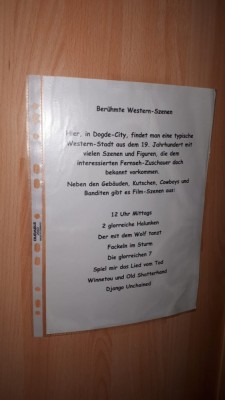 Berühmte Western-Szenen
Hier, in Dogde-City, findet man eine typische
Western-Stadt aus dem 19. Jahrhundert mit
vielen Szenen und Figuren, die dem
interessierten Fernseh-Zuschauer doch
bekannt vorkommen.
Neben den Gebäuden, Kutschen, Cowboys und
Banditen gibt es Film-Szenen aus:
12 Uhr Mittags
2 glorreiche Halunken
Der mit dem Wolf tanzt
Fackeln im Sturm
Die glorreichen 7
Spiel mir das Lied vom Tod
Winnetou und Old Shutterhand
Django Unchained